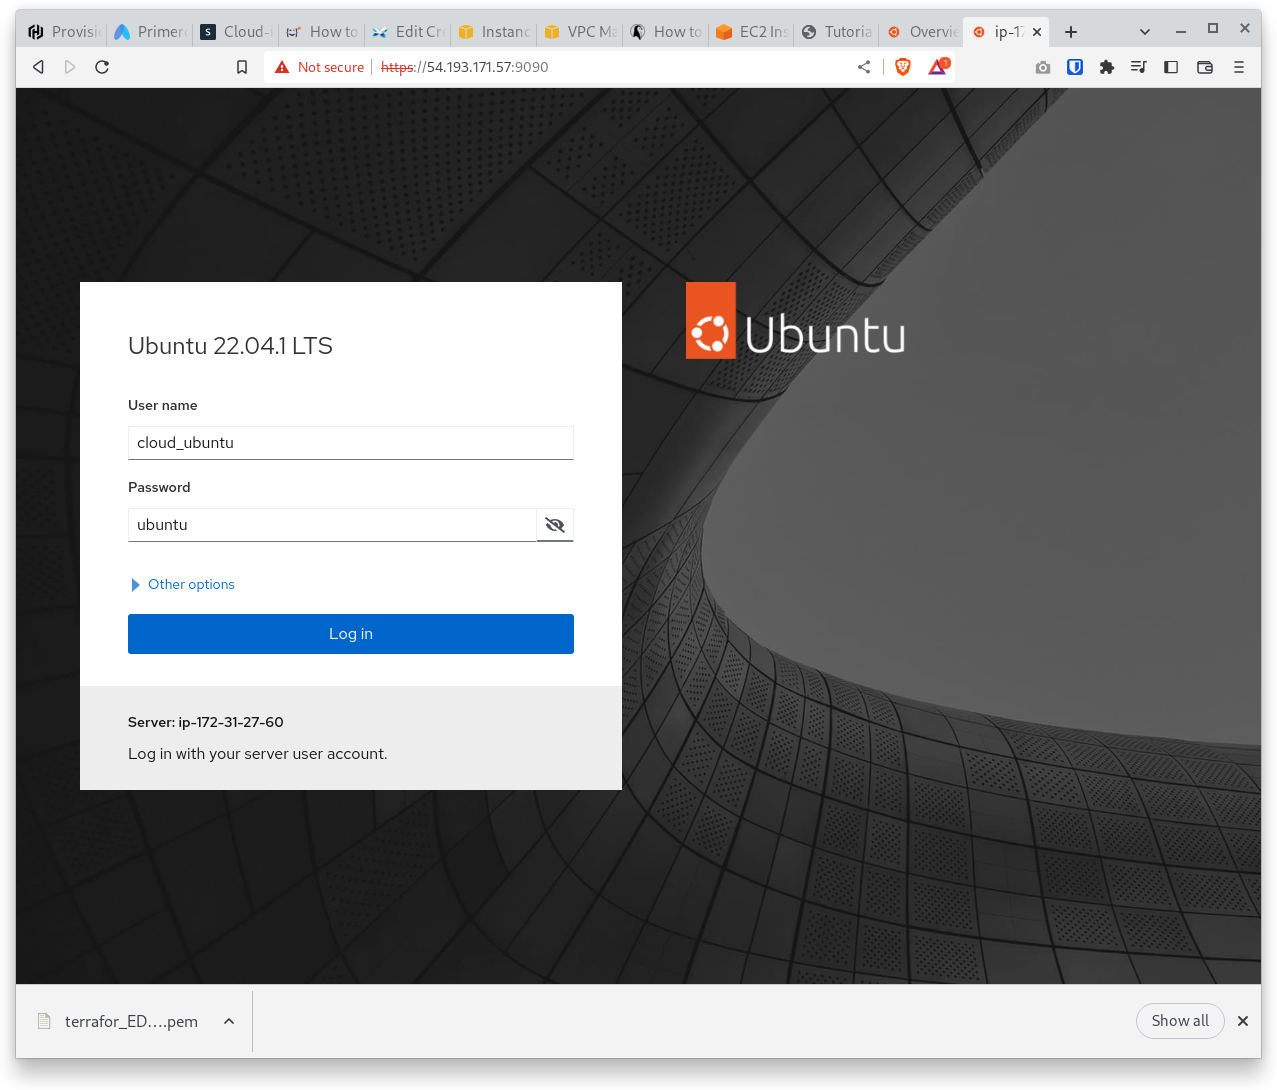 Provisi
Primer
S
Cloud-i
How to
Edit Cr
Instanc
VPC Ma
How to
EC2 Ins
Tutoria
Overvie
ip-17
Not secure
https://54.193.171.57:9090
1
Ubuntu 22.04.1 LTS
Ubuntu
User name
cloud_ubuntu
Password
ubuntu
Other options
Log in
Server: ip-172-31-27-60
Log in with your server user account.
terrafor_ED....pem
Show all